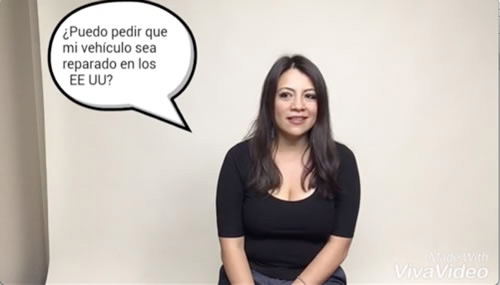 ¿Puedo pedir que
mi vehículo sea
reparado en los
EE UU?
Made With
VivaVideo